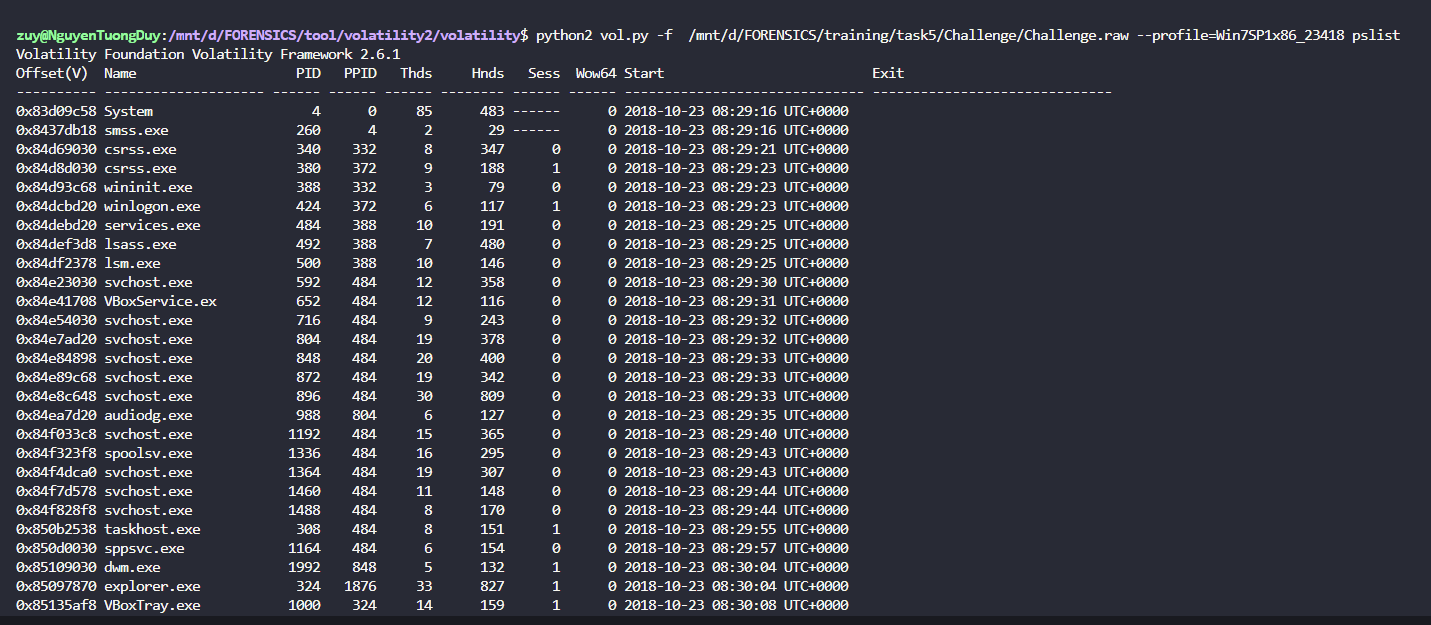 zuy@NguyenTuongDuy:/mnt/d/FORENSICS/tool/volatility2/volatility$ python2 vol.py -f  /mnt/d/FORENSICS/training/task5/Challenge/Challenge.raw --profile=Win7SP1x86_23418 pslist
Volatility Foundation Volatility Framework 2.6.1
Offset(V)  Name                    PID   PPID   Thds     Hnds   Sess  Wow64 Start                          Exit
---------- -------------------- ------ ------ ------ -------- ------ ------ ------------------------------ ------------------------------
0x83d09c58 System                    4      0     85      483 ------      0 2018-10-23 08:29:16 UTC+0000
0x8437db18 smss.exe                260      4      2       29 ------      0 2018-10-23 08:29:16 UTC+0000
0x84d69030 csrss.exe               340    332      8      347      0      0 2018-10-23 08:29:21 UTC+0000
0x84d8d030 csrss.exe               380    372      9      188      1      0 2018-10-23 08:29:23 UTC+0000
0x84d93c68 wininit.exe             388    332      3       79      0      0 2018-10-23 08:29:23 UTC+0000
0x84dcbd20 winlogon.exe            424    372      6      117      1      0 2018-10-23 08:29:23 UTC+0000
0x84debd20 services.exe            484    388     10      191      0      0 2018-10-23 08:29:25 UTC+0000
0x84def3d8 lsass.exe               492    388      7      480      0      0 2018-10-23 08:29:25 UTC+0000
0x84df2378 lsm.exe                 500    388     10      146      0      0 2018-10-23 08:29:25 UTC+0000
0x84e23030 svchost.exe             592    484     12      358      0      0 2018-10-23 08:29:30 UTC+0000
0x84e41708 VBoxService.ex          652    484     12      116      0      0 2018-10-23 08:29:31 UTC+0000
0x84e54030 svchost.exe             716    484      9      243      0      0 2018-10-23 08:29:32 UTC+0000
0x84e7ad20 svchost.exe             804    484     19      378      0      0 2018-10-23 08:29:32 UTC+0000
0x84e84898 svchost.exe             848    484     20      400      0      0 2018-10-23 08:29:33 UTC+0000
0x84e89c68 svchost.exe             872    484     19      342      0      0 2018-10-23 08:29:33 UTC+0000
0x84e8c648 svchost.exe             896    484     30      809      0      0 2018-10-23 08:29:33 UTC+0000
0x84ea7d20 audiodg.exe             988    804      6      127      0      0 2018-10-23 08:29:35 UTC+0000
0x84f033c8 svchost.exe            1192    484     15      365      0      0 2018-10-23 08:29:40 UTC+0000
0x84f323f8 spoolsv.exe            1336    484     16      295      0      0 2018-10-23 08:29:43 UTC+0000
0x84f4dca0 svchost.exe            1364    484     19      307      0      0 2018-10-23 08:29:43 UTC+0000
0x84f7d578 svchost.exe            1460    484     11      148      0      0 2018-10-23 08:29:44 UTC+0000
0x84f828f8 svchost.exe            1488    484      8      170      0      0 2018-10-23 08:29:44 UTC+0000
0x850b2538 taskhost.exe            308    484      8      151      1      0 2018-10-23 08:29:55 UTC+0000
0x850d0030 sppsvc.exe             1164    484      6      154      0      0 2018-10-23 08:29:57 UTC+0000
0x85109030 dwm.exe                1992    848      5      132      1      0 2018-10-23 08:30:04 UTC+0000
0x85097870 explorer.exe            324   1876     33      827      1      0 2018-10-23 08:30:04 UTC+0000
0x85135af8 VBoxTray.exe           1000    324     14      159      1      0 2018-10-23 08:30:08 UTC+0000